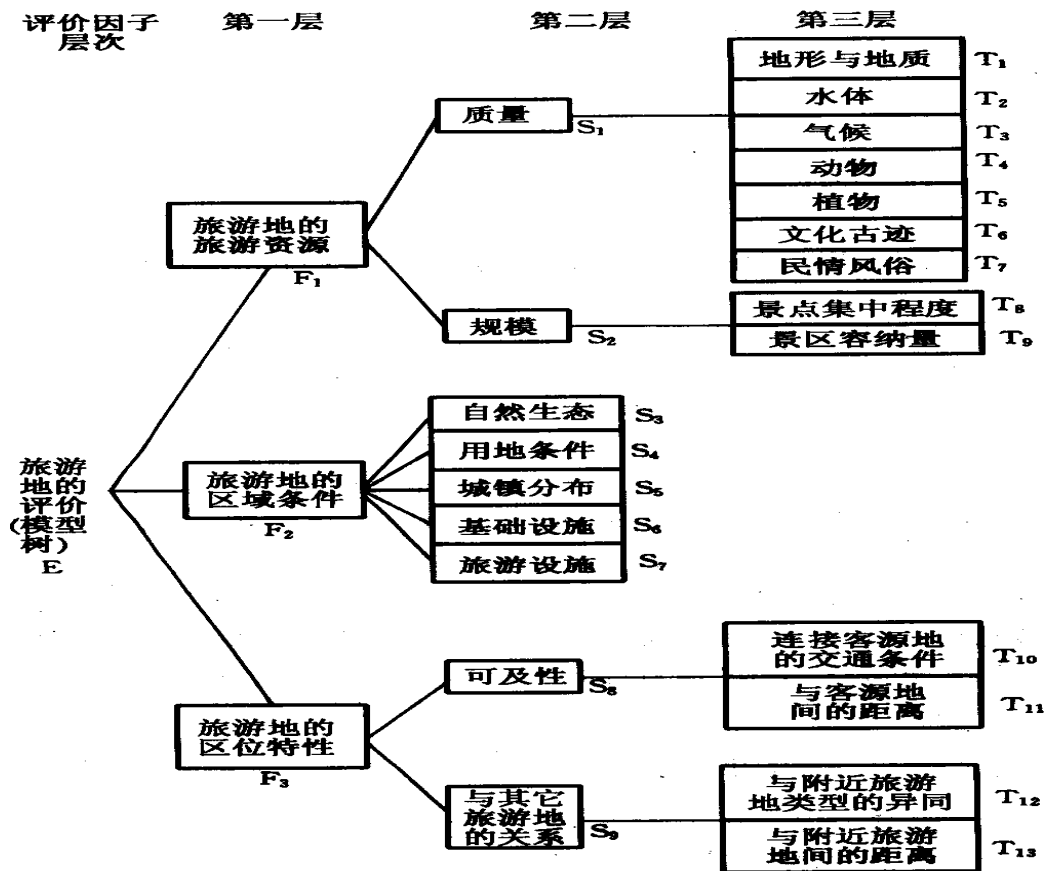 评价因子
层次
第一层
第二层
第三层
旅游
地的
评价
(模型
树)
E
旅游地的
旅游资源
F₁
质量
S₁
地形与地质
T₁
水体
T₂
气候
T₃
动物
T₄
植物
T₅
文化古迹
T₆
民情风俗
T₇
规模
S₂
景点集中程度
T₈
景区容纳量
T₉
旅游地的
区域条件
F₂
自然生态
S₃
用地条件
S₄
城镇分布
S₅
基础设施
S₆
旅游设施
S₇
旅游地的
区位特性
F₃
可及性
S₈
连接客源地
的交通条件
T₁₀
与客源地
间的距离
T₁₁
与其它
旅游地
的关系
S₉
与附近旅游
地类型的异同
T₁₂
与附近旅游
地间的距离
T₁₃